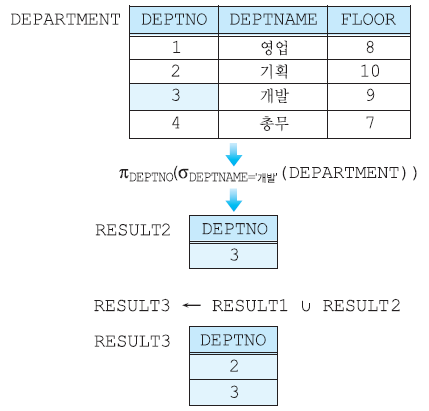 DEPARTMENT DEPTNO DEPTNAME FLOOR
1 영업 8
2 기획 10
3 개발 9
4 총무 7
πDEPTNO(σDEPTNAME='개발'(DEPARTMENT))
RESULT2 DEPTNO
3
RESULT3 ← RESULT1 ∪ RESULT2
RESULT3 DEPTNO
2
3